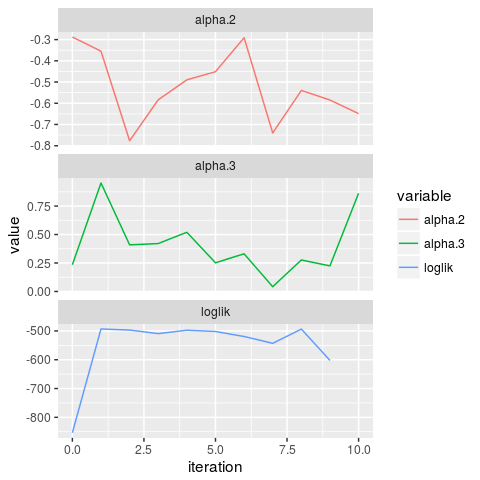 alpha.2
-0.3
-0.4
-0.5
-0.6
-0.7
-0.8
alpha.3
0.75
0.50
0.25
0.00
loglik
-500
-600
-700
-800
0.0 2.5 5.0 7.5 10.0
iteration
value
variable
alpha.2
alpha.3
loglik